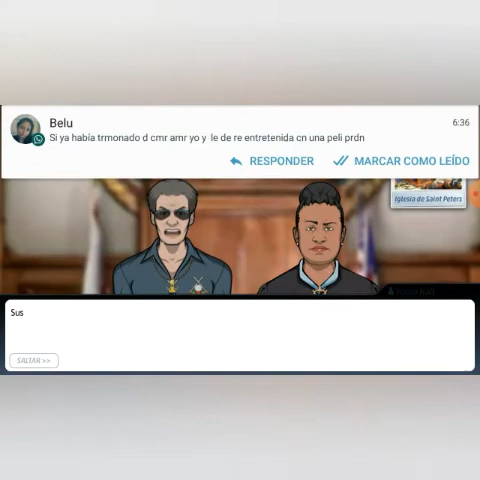 Belu
6:36
Si ya había trmonado d cmr amr yo y le de re entretenida cn una peli prdn
RESPONDER
MARCAR COMO LEÍDO
Iglesia de Saint Peters
Sus
SALTAR >>